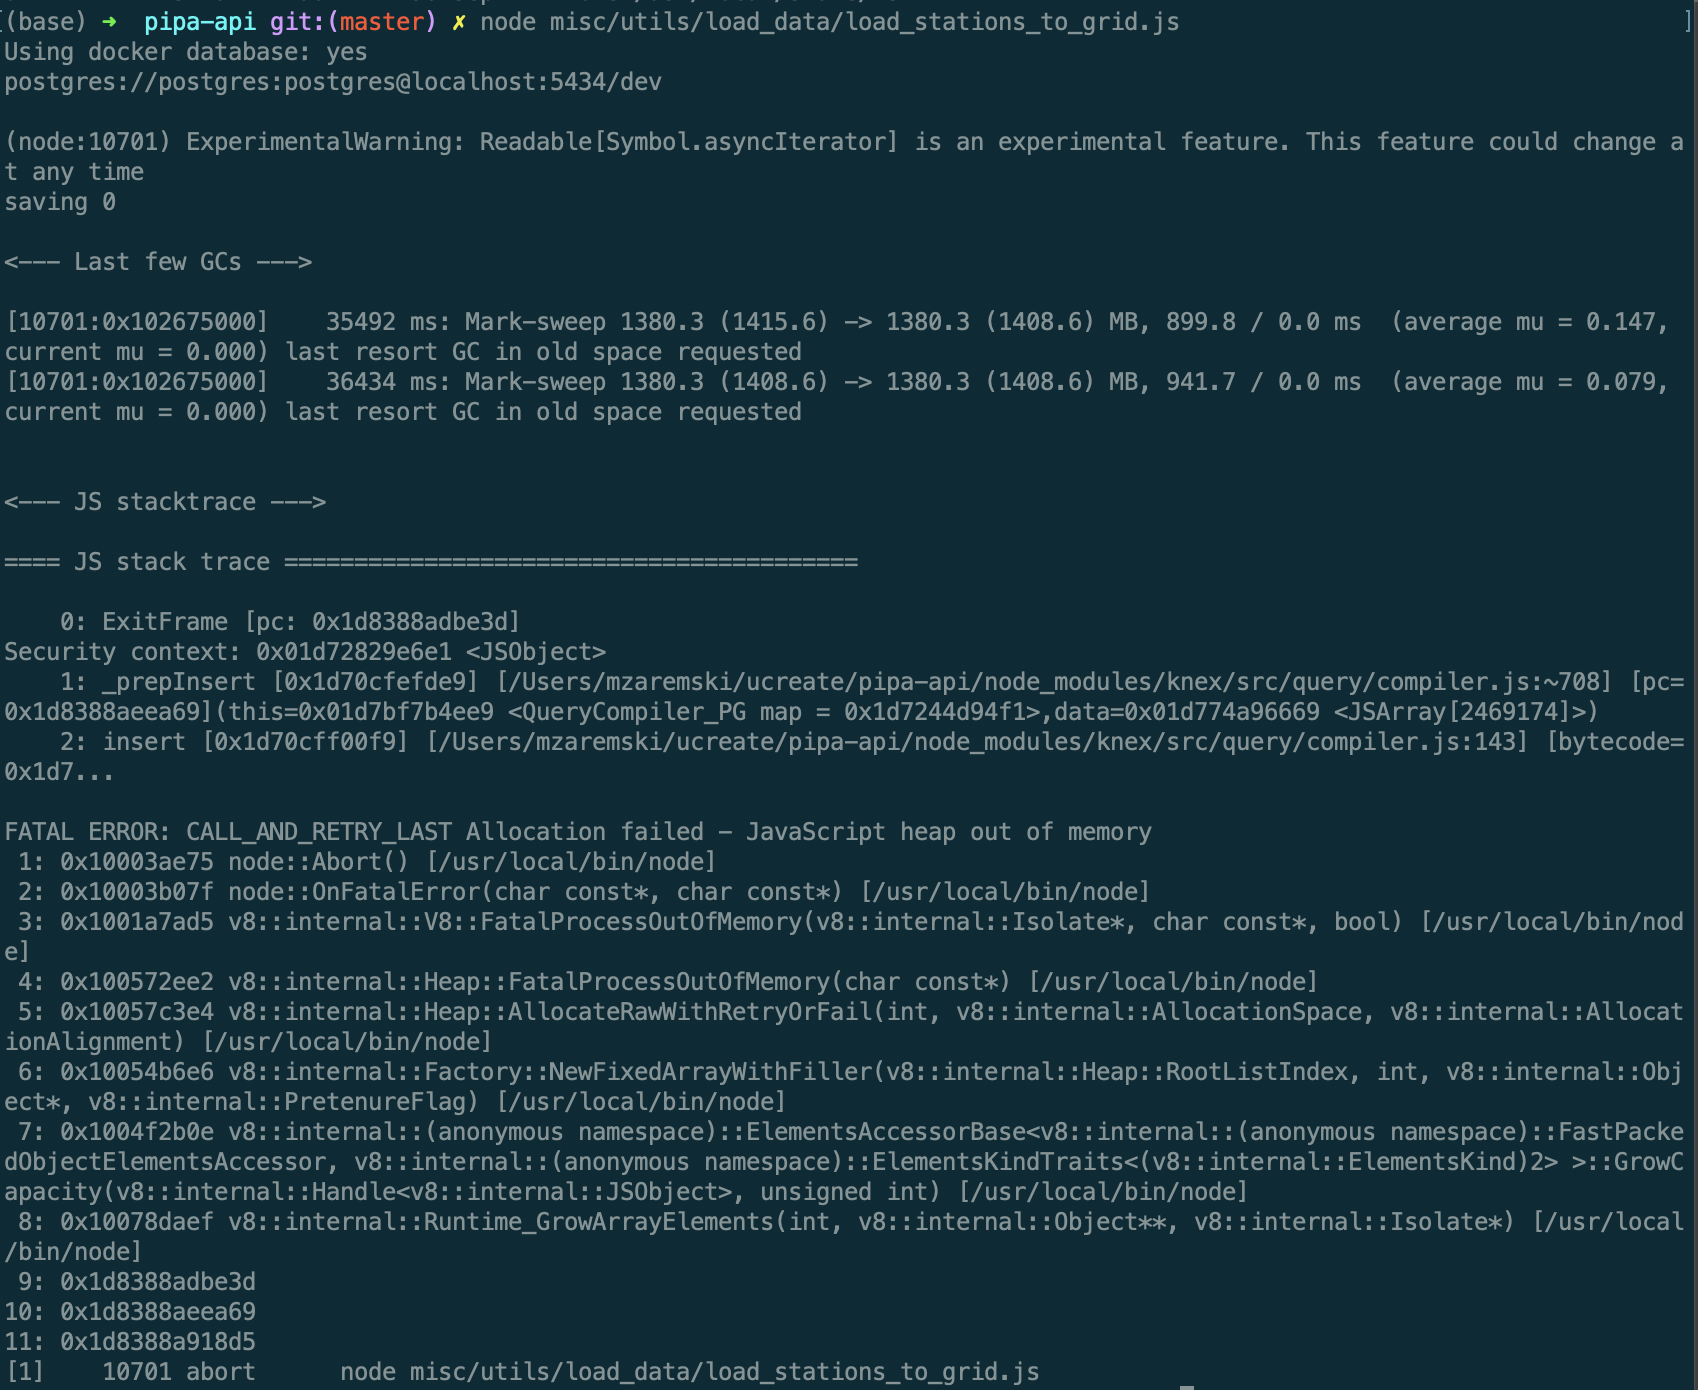 [(base) ➜  pipa-api git:(master) ✗ node misc/utils/load_data/load_stations_to_grid.js ]
Using docker database: yes
postgres://postgres:postgres@localhost:5434/dev
(node:10701) ExperimentalWarning: Readable[Symbol.asyncIterator] is an experimental feature. This feature could change a
t any time
saving 0
<--- Last few GCs --->
[10701:0x102675000]    35492 ms: Mark-sweep 1380.3 (1415.6) -> 1380.3 (1408.6) MB, 899.8 / 0.0 ms  (average mu = 0.147,
current mu = 0.000) last resort GC in old space requested
[10701:0x102675000]    36434 ms: Mark-sweep 1380.3 (1408.6) -> 1380.3 (1408.6) MB, 941.7 / 0.0 ms  (average mu = 0.079,
current mu = 0.000) last resort GC in old space requested
<--- JS stacktrace --->
==== JS stack trace =========================================
    0: ExitFrame [pc: 0x1d8388adbe3d]
Security context: 0x01d72829e6e1 <JSObject>
    1: _prepInsert [0x1d70cfefde9] [/Users/mzaremski/ucreate/pipa-api/node_modules/knex/src/query/compiler.js:~708] [pc=
0x1d8388aeea69](this=0x01d7bf7b4ee9 <QueryCompiler_PG map = 0x1d7244d94f1>,data=0x01d774a96669 <JSArray[2469174]>)
    2: insert [0x1d70cff00f9] [/Users/mzaremski/ucreate/pipa-api/node_modules/knex/src/query/compiler.js:143] [bytecode=
0x1d7...
FATAL ERROR: CALL_AND_RETRY_LAST Allocation failed - JavaScript heap out of memory
 1: 0x10003ae75 node::Abort() [/usr/local/bin/node]
 2: 0x10003b07f node::OnFatalError(char const*, char const*) [/usr/local/bin/node]
 3: 0x1001a7ad5 v8::internal::V8::FatalProcessOutOfMemory(v8::internal::Isolate*, char const*, bool) [/usr/local/bin/nod
e]
 4: 0x100572ee2 v8::internal::Heap::FatalProcessOutOfMemory(char const*) [/usr/local/bin/node]
 5: 0x10057c3e4 v8::internal::Heap::AllocateRawWithRetryOrFail(int, v8::internal::AllocationSpace, v8::internal::Allocat
ionAlignment) [/usr/local/bin/node]
 6: 0x10054b6e6 v8::internal::Factory::NewFixedArrayWithFiller(v8::internal::Heap::RootListIndex, int, v8::internal::Obj
ect*, v8::internal::PretenureFlag) [/usr/local/bin/node]
 7: 0x1004f2b0e v8::internal::(anonymous namespace)::ElementsAccessorBase<v8::internal::(anonymous namespace)::FastPacke
dObjectElementsAccessor, v8::internal::(anonymous namespace)::ElementsKindTraits<(v8::internal::ElementsKind)2> >::GrowC
apacity(v8::internal::Handle<v8::internal::JSObject>, unsigned int) [/usr/local/bin/node]
 8: 0x10078daef v8::internal::Runtime_GrowArrayElements(int, v8::internal::Object**, v8::internal::Isolate*) [/usr/local
/bin/node]
 9: 0x1d8388adbe3d
10: 0x1d8388aeea69
11: 0x1d8388a918d5
[1]    10701 abort      node misc/utils/load_data/load_stations_to_grid.js